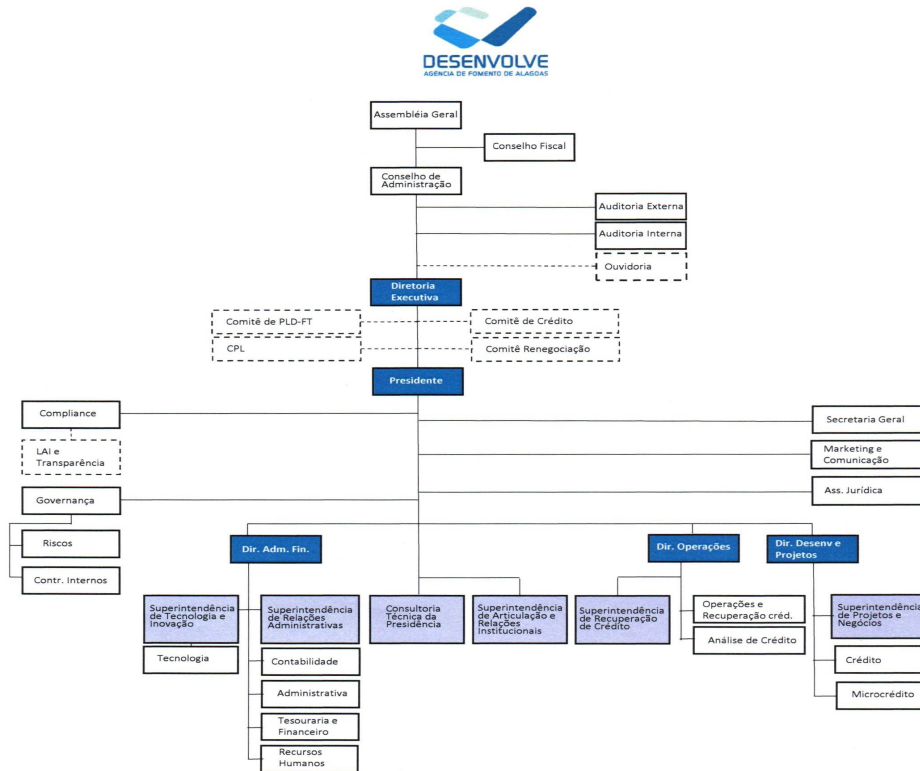 DESENVOLVE
AGÊNCIA DE FOMENTO DE ALAGOAS
Assembléia Geral
Conselho Fiscal
Conselho de
Administração
Auditoria Externa
Auditoria Interna
Ouvidoria
Diretoria
Executiva
Comitê de PLD-FT
Comitê de Crédito
CPL
Comitê Renegociação
Presidente
Compliance
Secretaria Geral
LAI e
Transparência
Marketing e
Comunicação
Governança
Ass. Jurídica
Riscos
Contr. Internos
Dir. Adm. Fin.
Dir. Operações
Dir. Desenv e
Projetos
Superintendência
de Tecnologia e
Inovação
Superintendência
de Relações
Administrativas
Consultoria
Técnica da
Presidência
Superintendência
de Articulação e
Relações
Institucionais
Superintendência
de Recuperação
de Crédito
Operações e
Recuperação créd.
Superintendência
de Projetos e
Negócios
Tecnologia
Contabilidade
Análise de Crédito
Crédito
Administrativa
Microcrédito
Tesouraria e
Financeiro
Recursos
Humanos